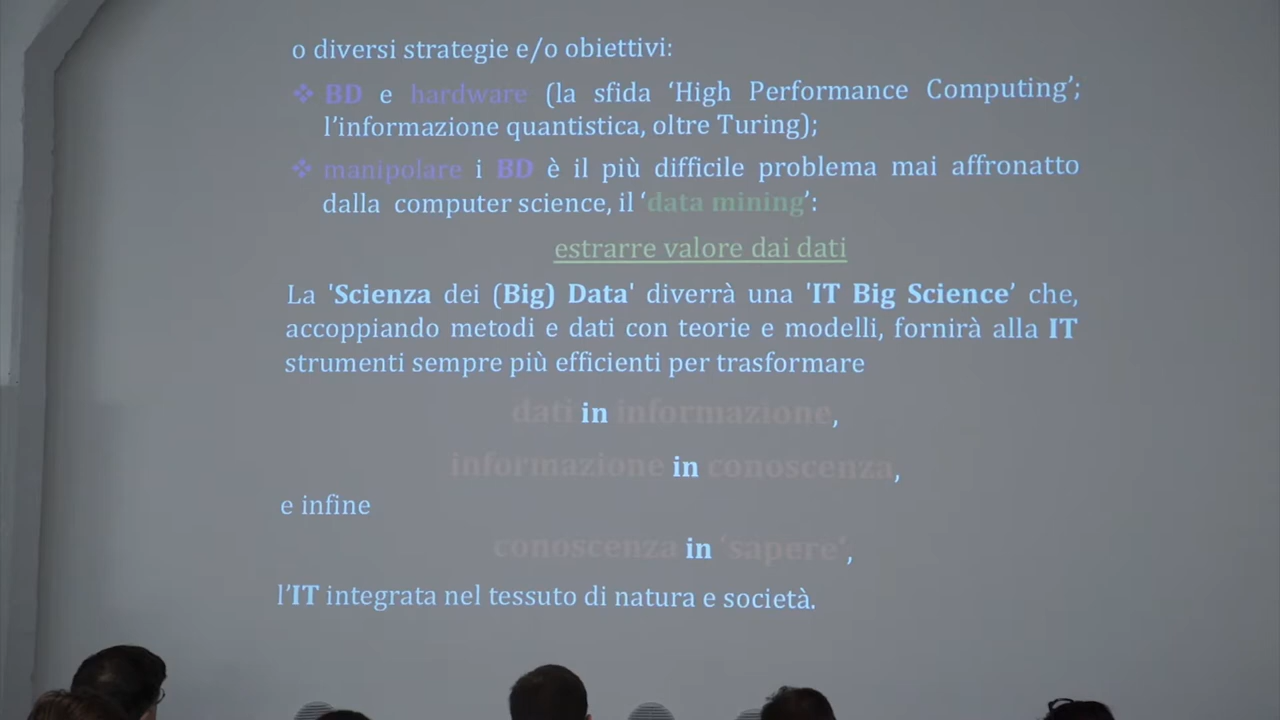 o diversi strategie e/o obiettivi:
❖ BD e hardware (la sfida ‘High Performance Computing’;
l’informazione quantistica, oltre Turing);
❖ manipolare i BD è il più difficile problema mai affronatto
dalla computer science, il ‘data mining’:
estrarre valore dai dati
La 'Scienza dei (Big) Data' diverrà una 'IT Big Science’ che,
accoppiando metodi e dati con teorie e modelli, fornirà alla IT
strumenti sempre più efficienti per trasformare
dati in informazione,
informazione in conoscenza,
e infine
conoscenza in ‘sapere’,
l’IT integrata nel tessuto di natura e società.